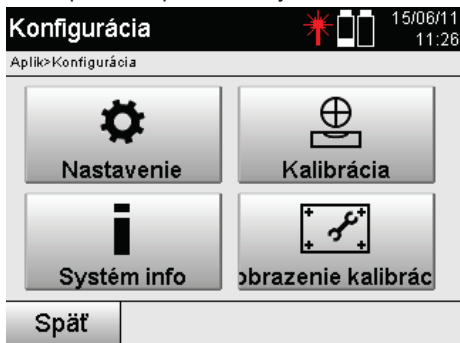 Konfigurácia
15/06/11
11:26
Aplik>Konfigurácia
Nastavenie
Kalibrácia
Systém info
obrazenie kalibrác
Späť